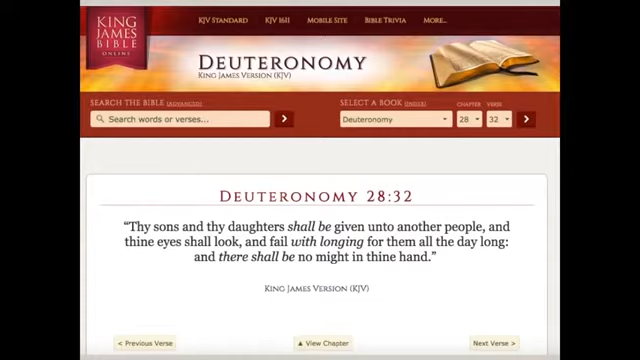 KING
JAMES
BIBLE
ONLINE
KJV STANDARD KJV 1611 MOBILE SITE BIBLE TRIVIA MORE...
DEUTERONOMY
KING JAMES VERSION (KJV)
SEARCH THE BIBLE (ADVANCED) SELECT A BOOK (INDEX) CHAPTER VERSE
Search words or verses... Deuteronomy 28 32
DEUTERONOMY 28:32
“Thy sons and thy daughters shall be given unto another people, and
thine eyes shall look, and fail with longing for them all the day long:
and there shall be no might in thine hand.”
KING JAMES VERSION (KJV)
< Previous Verse ▲ View Chapter Next Verse >